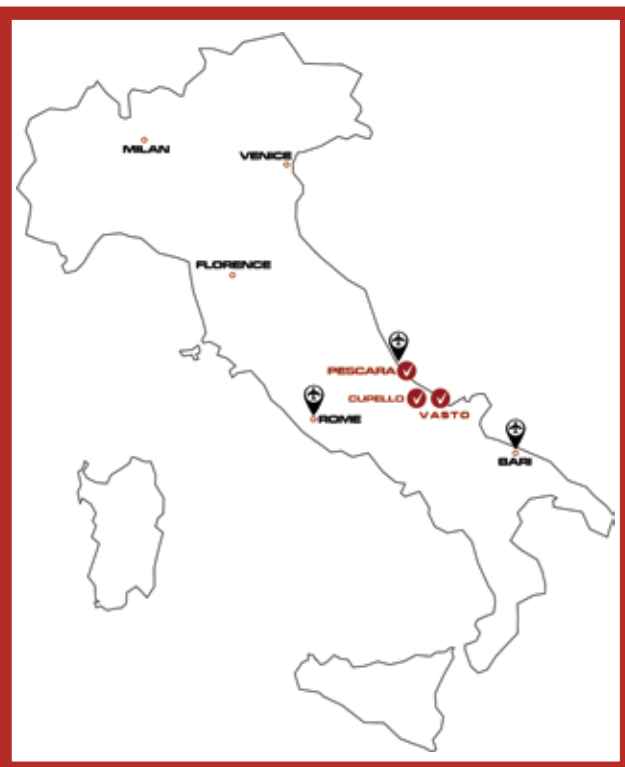 MILAN
VENICE
FLORENCE
PESCARA
CUPELLO
VASTO
ROME
BARI